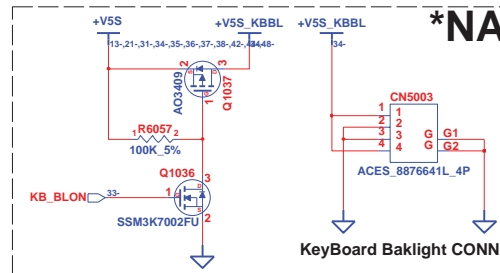 +V5S
+V5S_KBBL
+V5S_KBBL
*NA
13-,21-,31-,34-,35-,36-,37-,38-,42-,
48-
34-
2
3
AO3409
S
D
G
1
Q1037
1
R6057
2
100K_5%
CN5003
1
1
2
2
3
3
4
4
G
G1
G
G2
ACES_8876641L_4P
Q1036
3
D
KB_BLON
33-
1
G
S
2
SSM3K7002FU
KeyBoard Baklight CONN